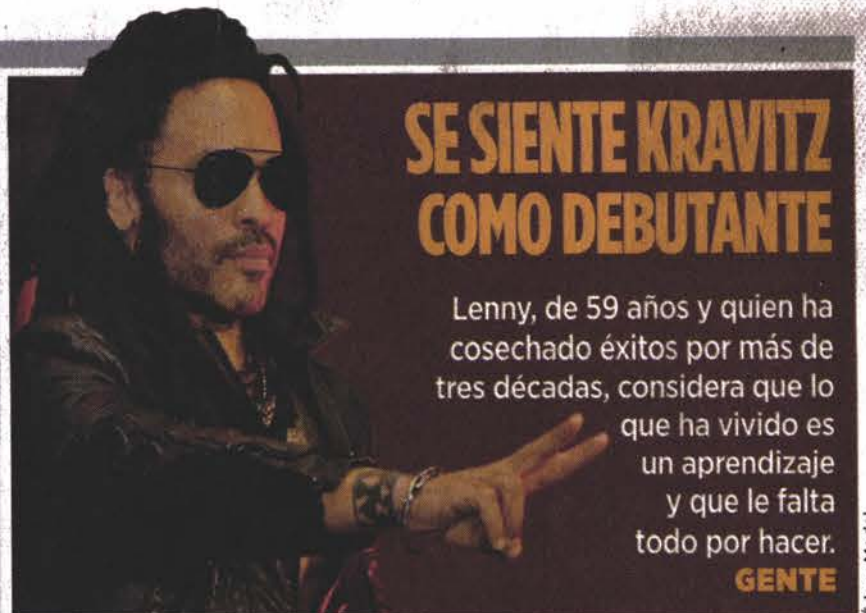 SE SIENTE KRAVITZ
COMO DEBUTANTE
Lenny, de 59 años y quien ha
cosechado éxitos por más de
tres décadas, considera que lo
que ha vivido es
un aprendizaje
y que le falta
todo por hacer.
GENTE